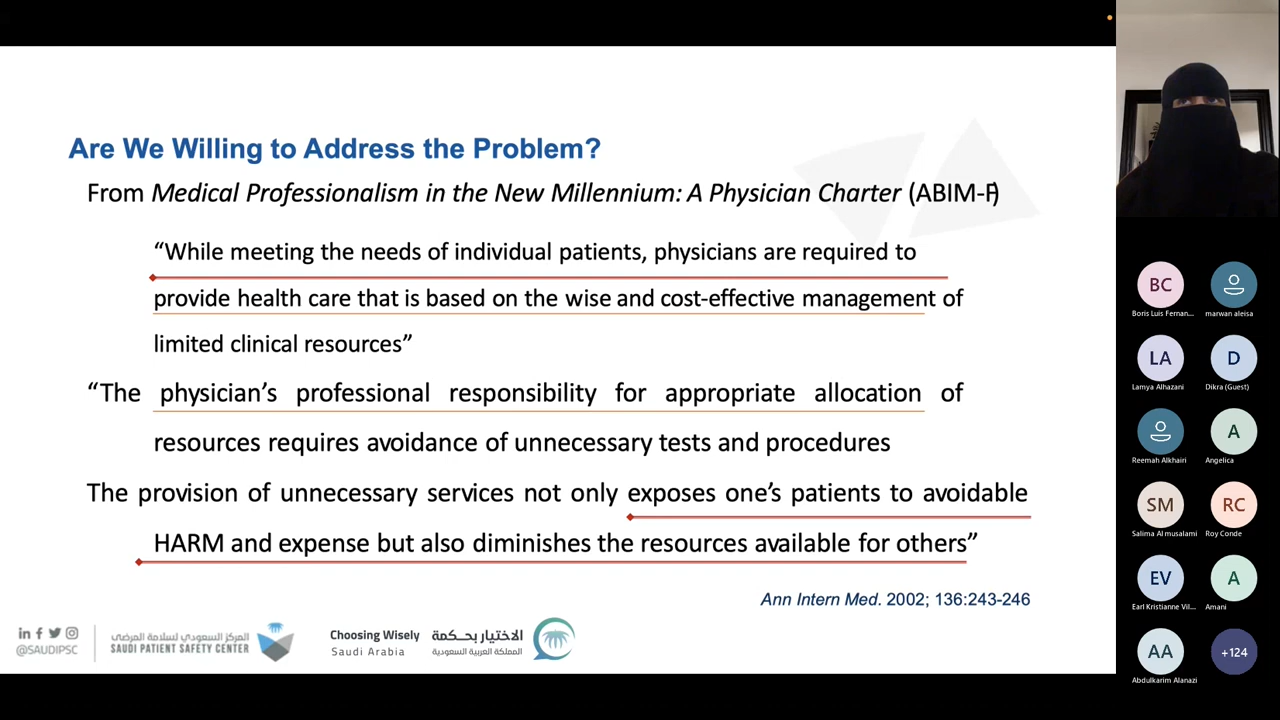 Are We Willing to Address the Problem?
From Medical Professionalism in the New Millennium: A Physician Charter (ABIM-F)
“While meeting the needs of individual patients, physicians are required to
provide health care that is based on the wise and cost-effective management of
limited clinical resources”
“The physician’s professional responsibility for appropriate allocation of
resources requires avoidance of unnecessary tests and procedures
The provision of unnecessary services not only exposes one’s patients to avoidable
HARM and expense but also diminishes the resources available for others”
Ann Intern Med. 2002; 136:243-246
@SAUDIPSC
المركز السعودي لسلامة المرضى
SAUDI PATIENT SAFETY CENTER
Choosing Wisely
Saudi Arabia
الاختيار بحكمة
المملكة العربية السعودية
BC
Boris Luis Fernan...
marwan aleisa
LA
Lamya Alhazani
D
Dikra (Guest)
Reemah Alkhairi
A
Angelica
SM
Salima Al musalami
RC
Roy Conde
EV
Earl Kristianne Vil...
A
Amani
AA
Abdulkarim Alanazi
+124